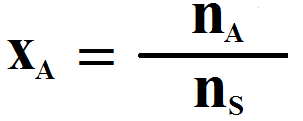 x_A = n_A / n_S